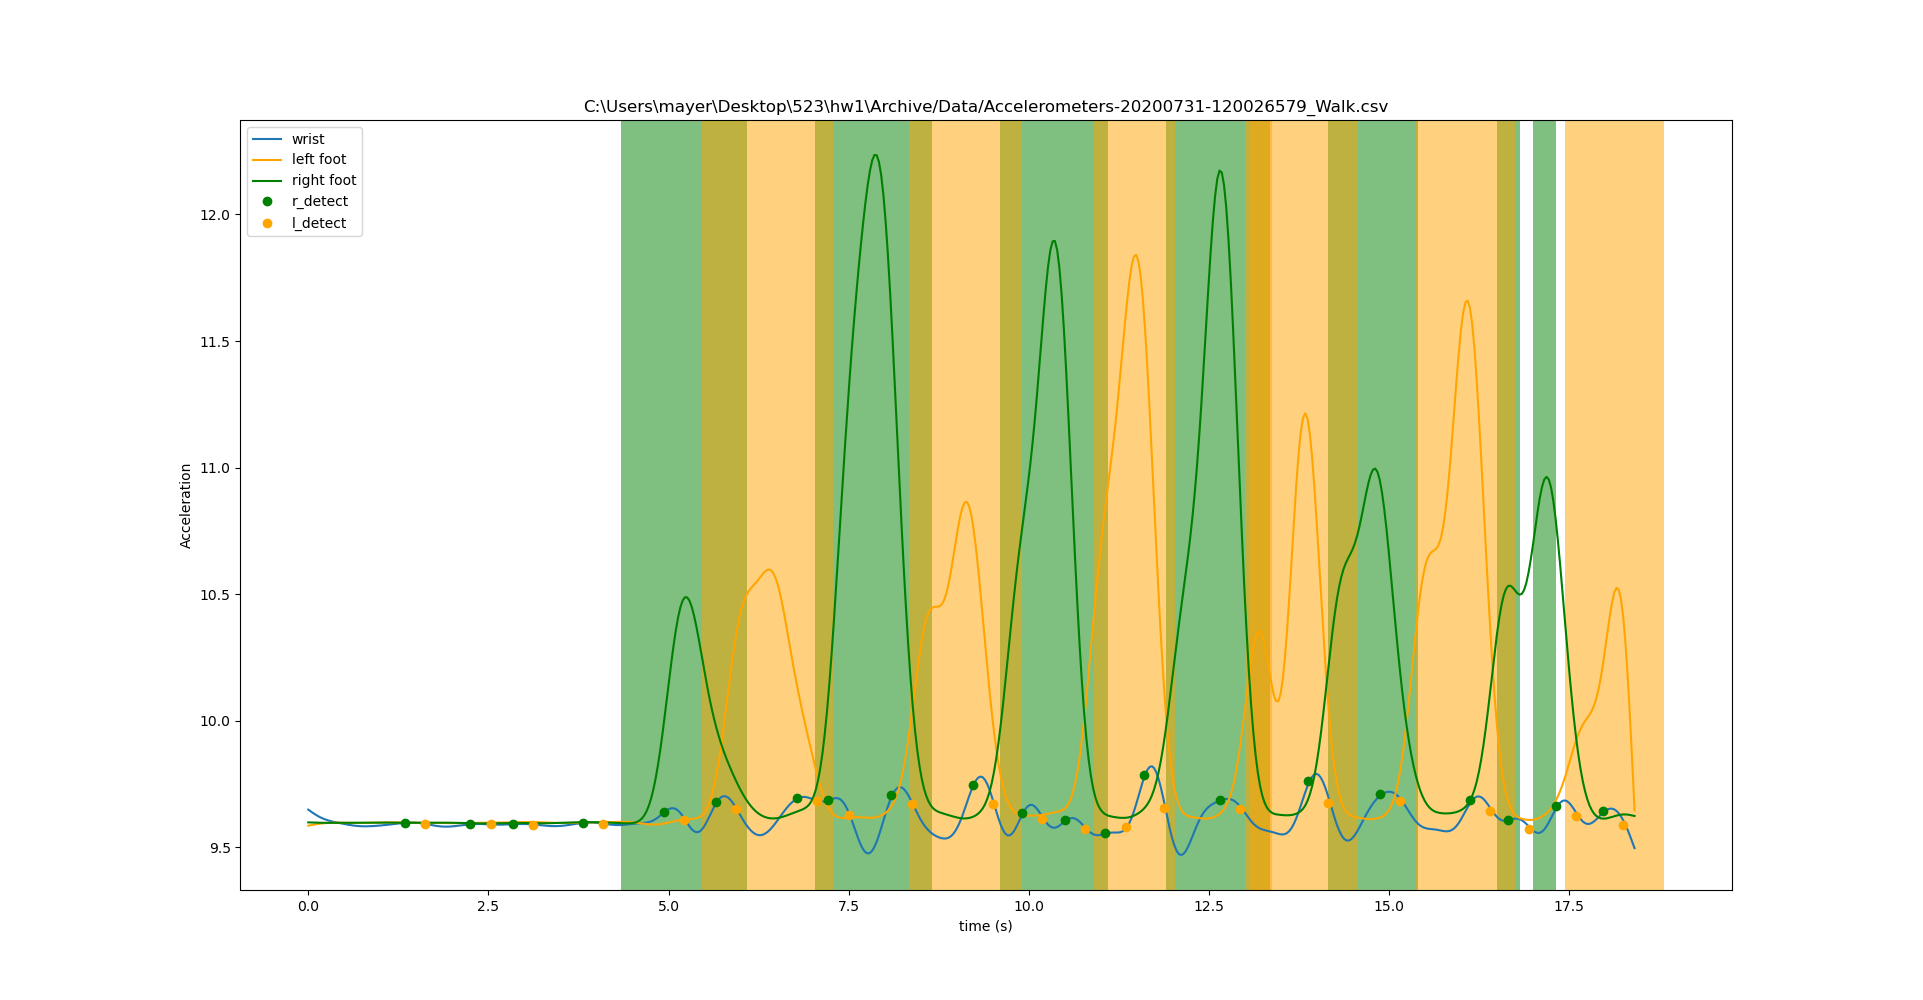 C:\Users\mayer\Desktop\523\hw1\Archive/Data/Accelerometers-20200731-120026579_Walk.csv
wrist
left foot
right foot
r_detect
l_detect
Acceleration
12.0
11.5
11.0
10.5
10.0
9.5
0.0 2.5 5.0 7.5 10.0 12.5 15.0 17.5
time (s)